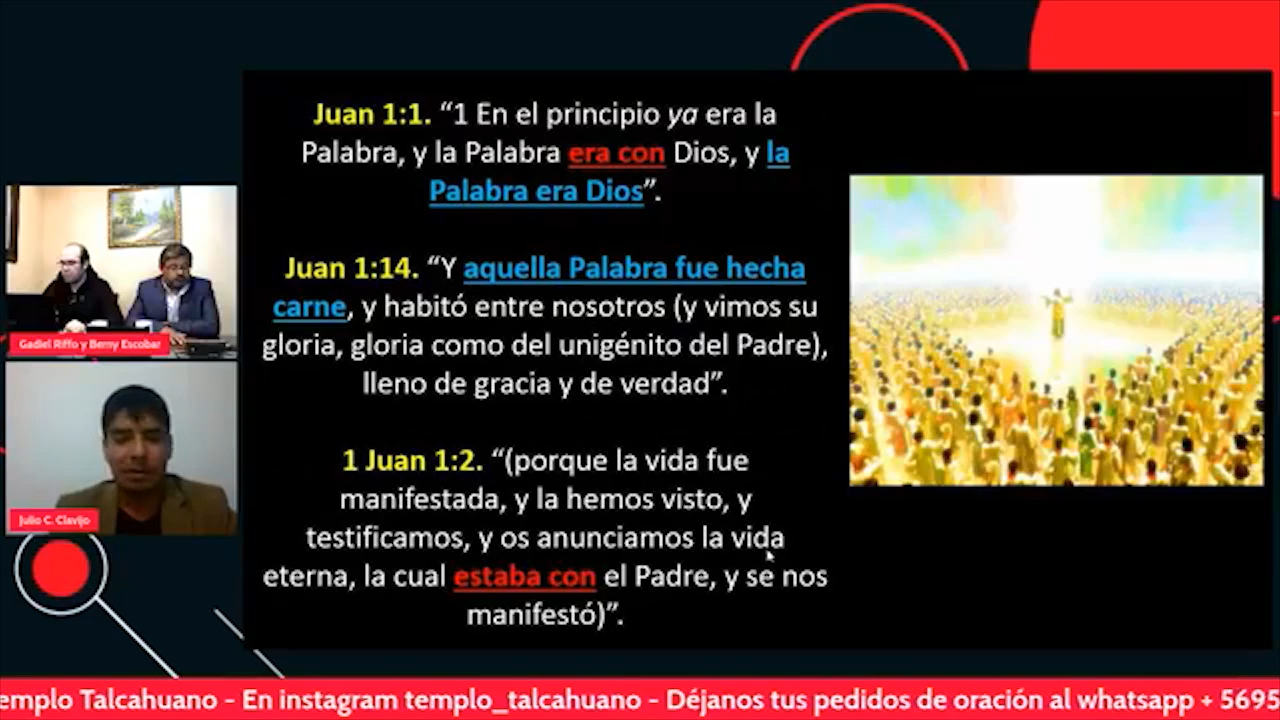 Juan 1:1. “1 En el principio ya era la
Palabra, y la Palabra era con Dios, y la
Palabra era Dios”.
Juan 1:14. “Y aquella Palabra fue hecha
carne, y habitó entre nosotros (y vimos su
gloria, gloria como del unigénito del Padre),
lleno de gracia y de verdad”.
1 Juan 1:2. “(porque la vida fue
manifestada, y la hemos visto, y
testificamos, y os anunciamos la vida
eterna, la cual estaba con el Padre, y se nos
manifestó)”.
Gadiel Riffo y Berny Escobar
Julio C. Clavijo
emplo Talcahuano - En instagram templo_talcahuano - Déjanos tus pedidos de oración al whatsapp + 5695